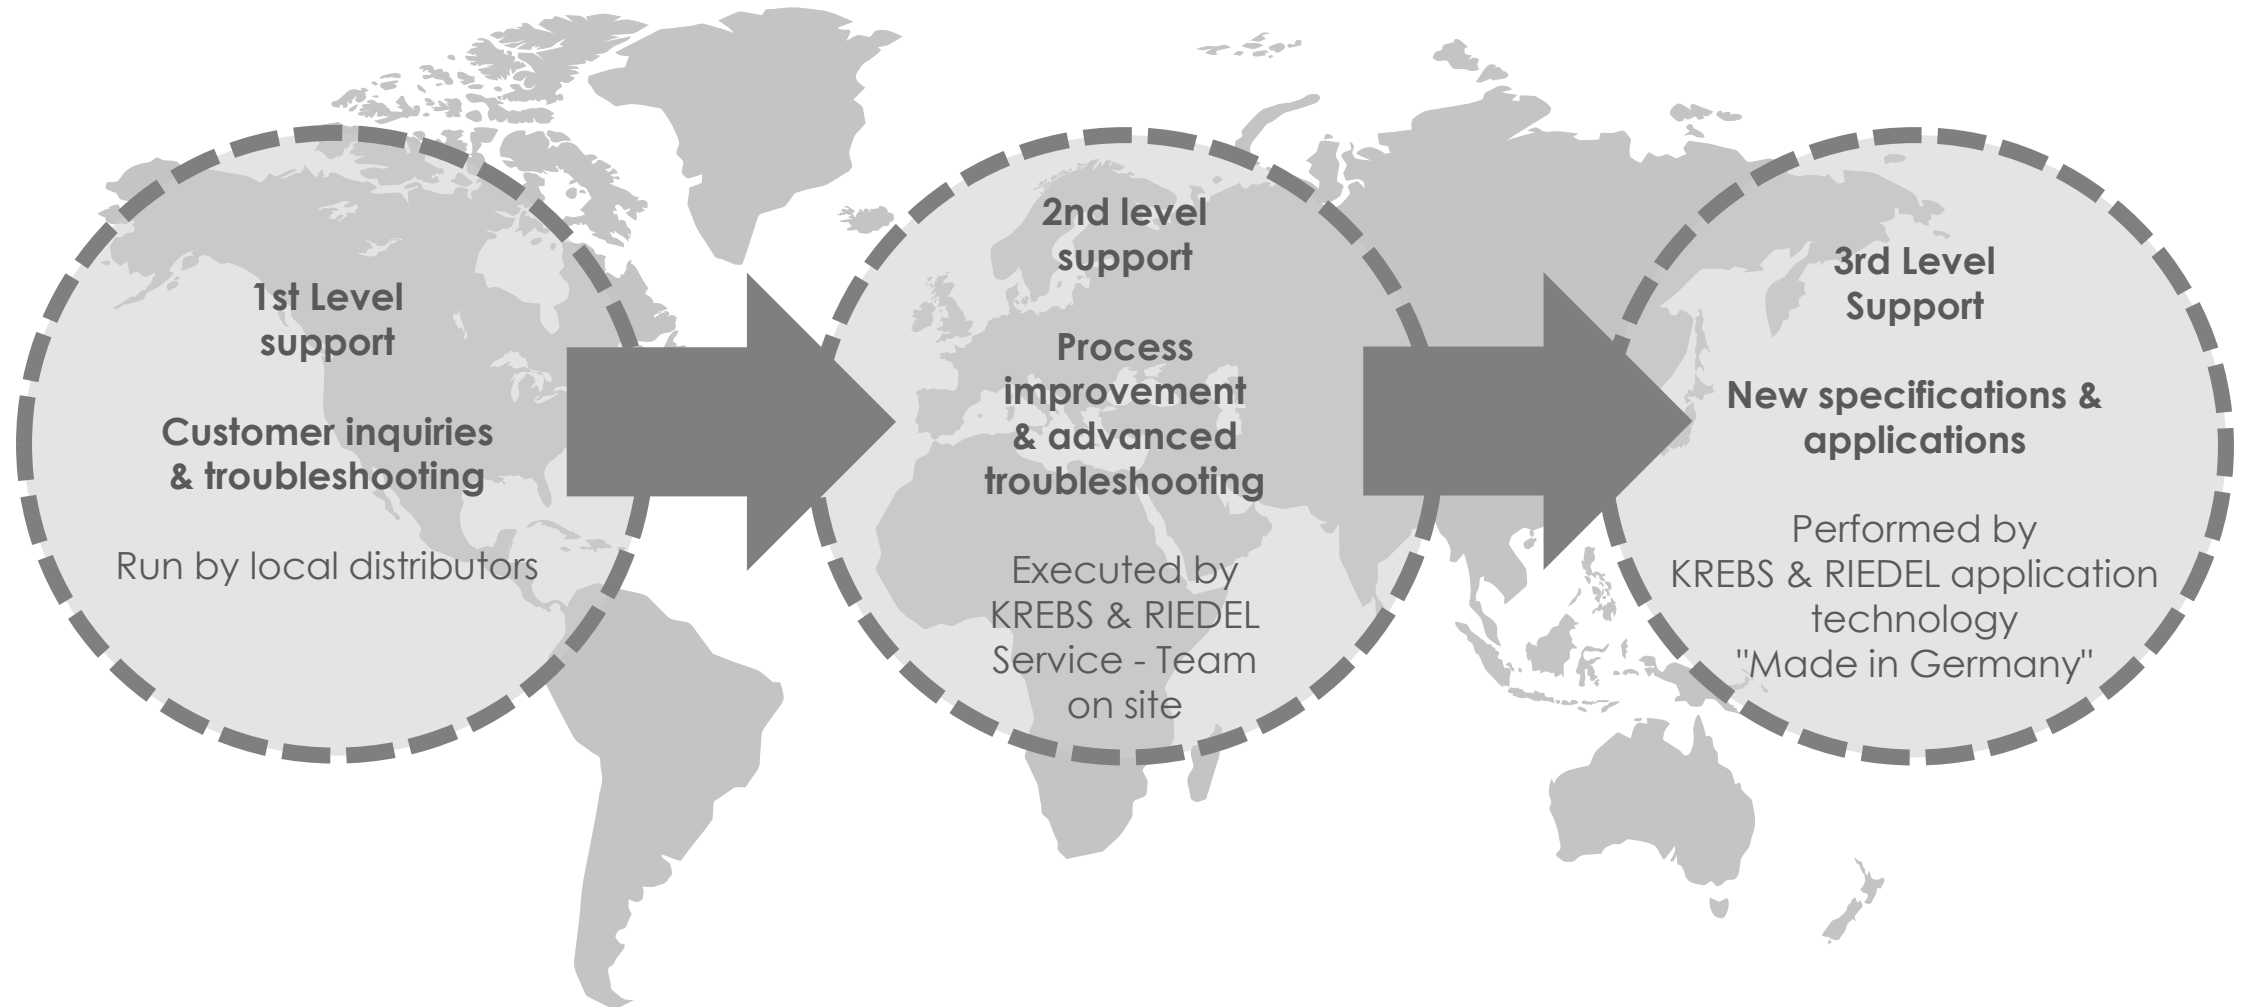 1st Level
support
Customer inquiries
& troubleshooting
Run by local distributors
2nd level
support
Process
improvement
& advanced
troubleshooting
Executed by
KREBS & RIEDEL
Service - Team
on site
3rd Level
Support
New specifications &
applications
Performed by
KREBS & RIEDEL application
technology
"Made in Germany"